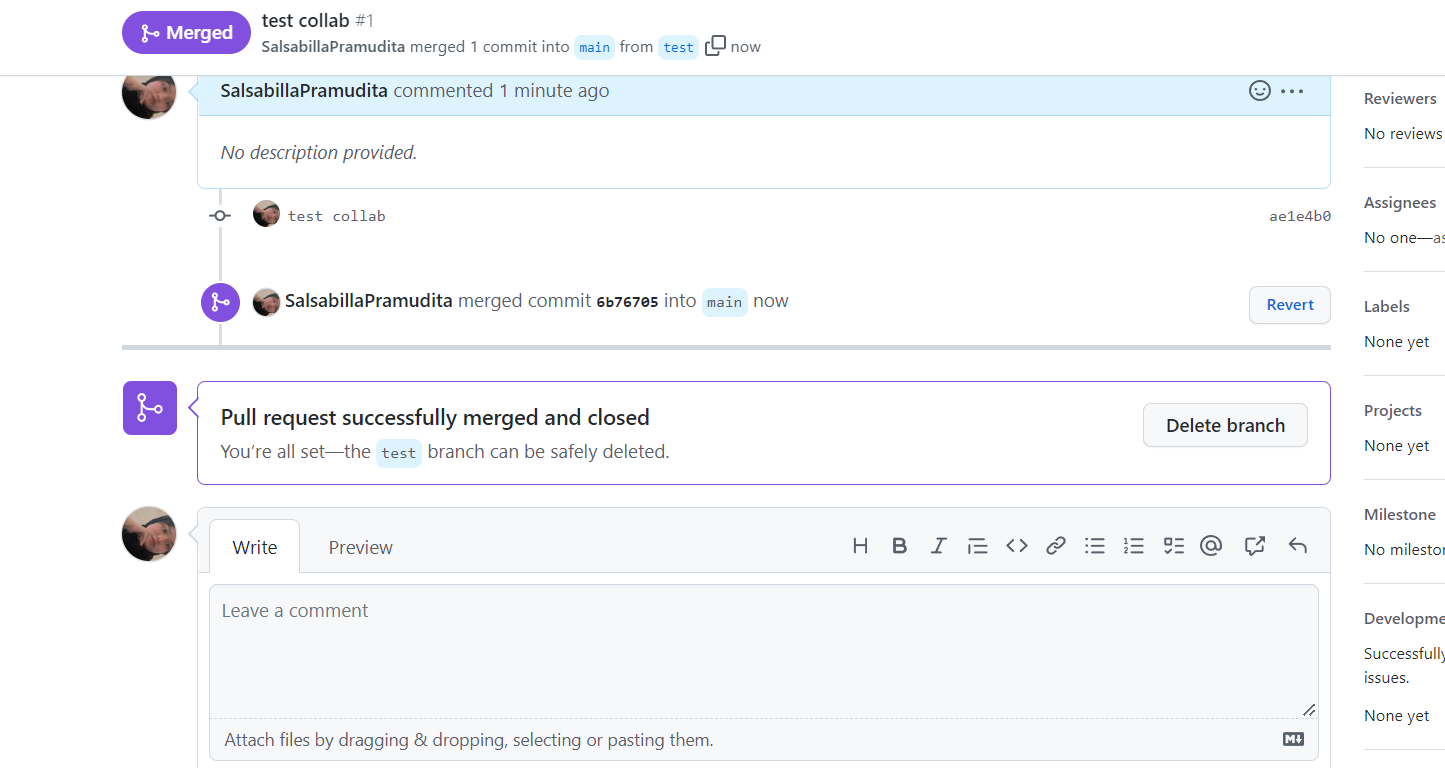 Merged
test collab #1
SalsabillaPramudita merged 1 commit into main from test now
SalsabillaPramudita commented 1 minute ago
No description provided.
test collab ae1e4b0
SalsabillaPramudita merged commit 6b76705 into main now
Revert
Pull request successfully merged and closed
You're all set—the test branch can be safely deleted.
Delete branch
Write Preview
Leave a comment
Attach files by dragging & dropping, selecting or pasting them.
Reviewers
No reviews
Assignees
No one—as
Labels
None yet
Projects
None yet
Milestone
No milesto
Developme
Successfully
issues.
None yet